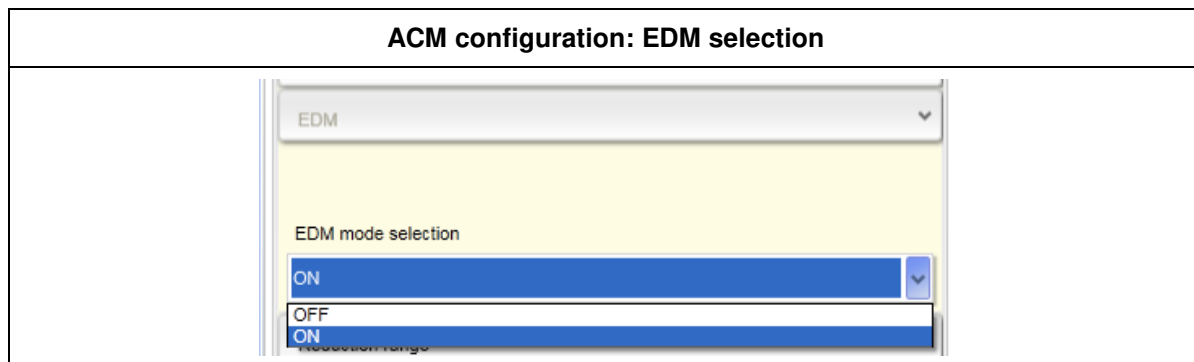 ACM configuration: EDM selection
EDM
EDM mode selection
ON
OFF
ON